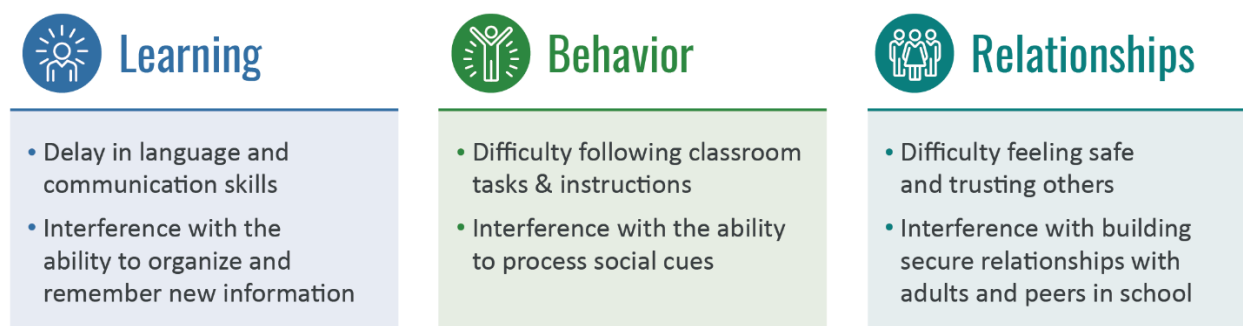 Learning
• Delay in language and
communication skills
• Interference with the
ability to organize and
remember new information
Behavior
• Difficulty following classroom
tasks & instructions
• Interference with the ability
to process social cues
Relationships
• Difficulty feeling safe
and trusting others
• Interference with building
secure relationships with
adults and peers in school